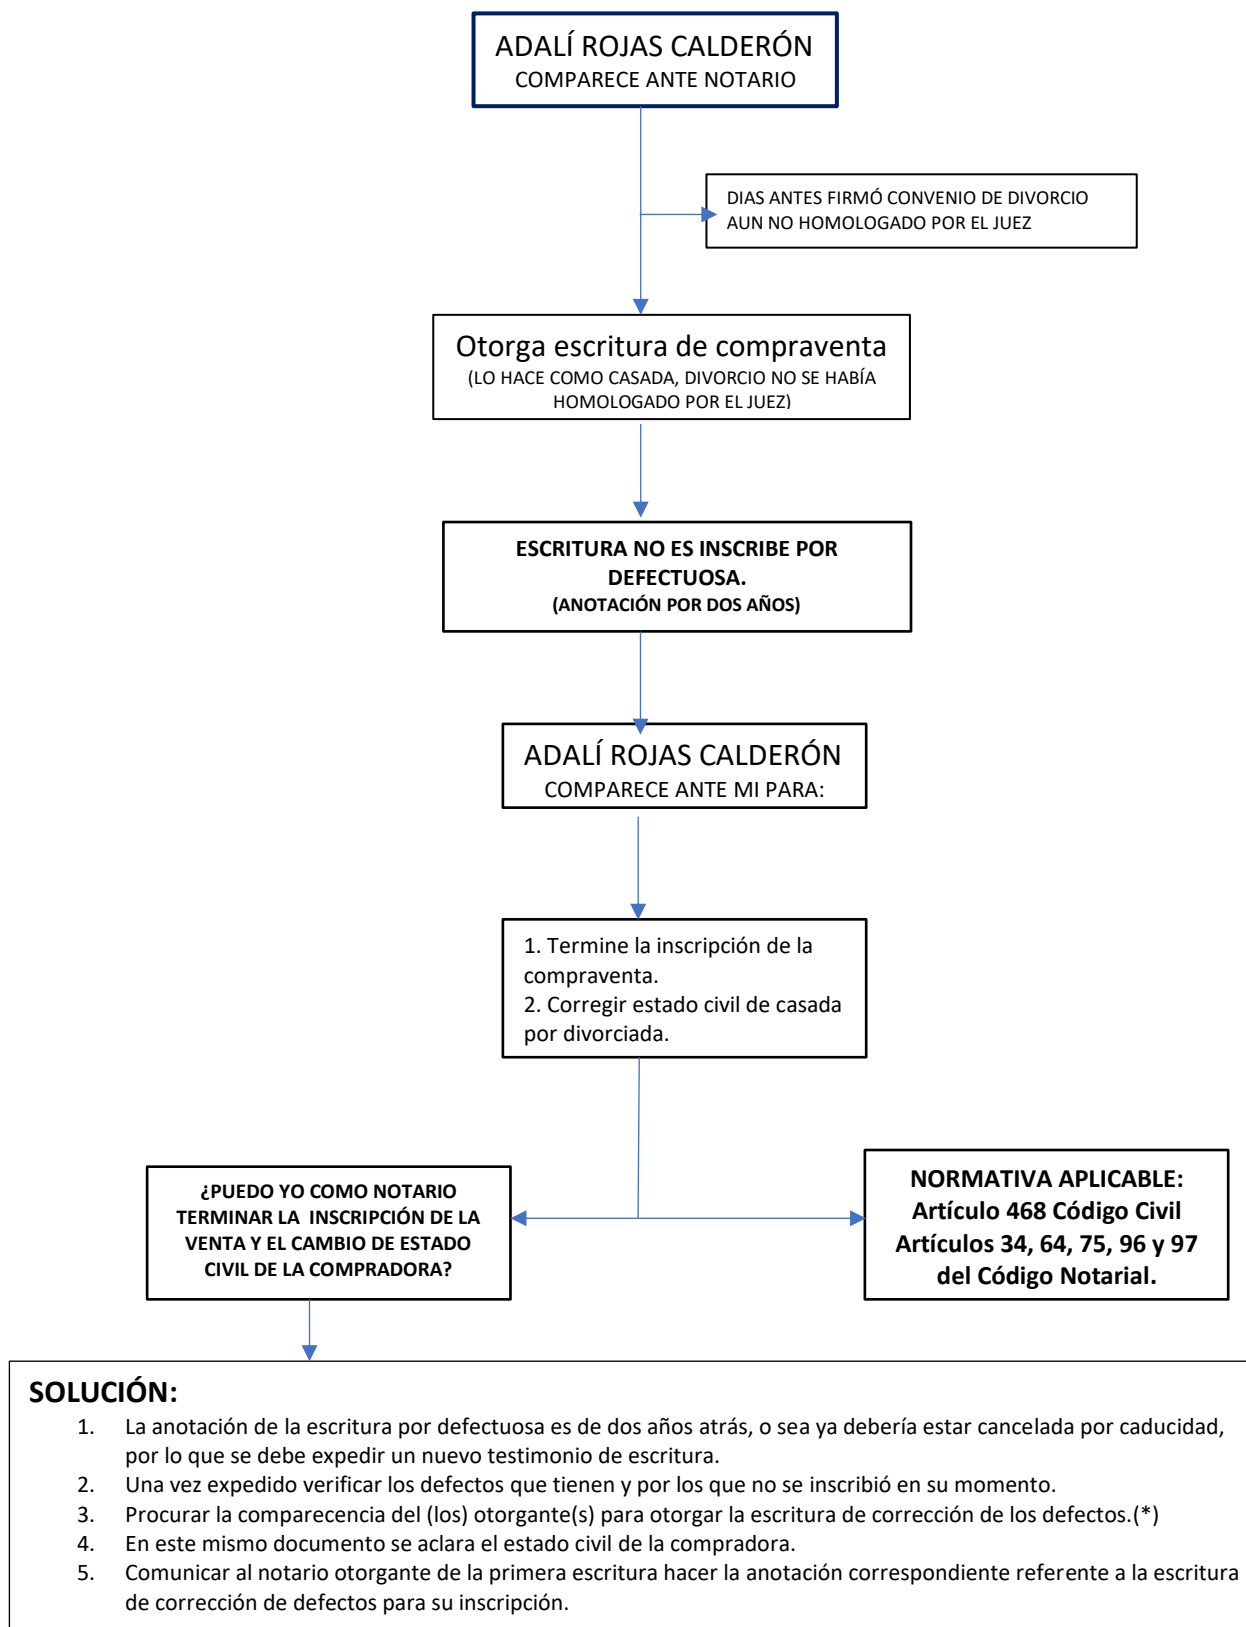 ADALÍ ROJAS CALDERÓN
COMPARECE ANTE NOTARIO
DIAS ANTES FIRMÓ CONVENIO DE DIVORCIO
AUN NO HOMOLOGADO POR EL JUEZ
Otorga escritura de compraventa
(LO HACE COMO CASADA, DIVORCIO NO SE HABÍA
HOMOLOGADO POR EL JUEZ)
ESCRITURA NO ES INSCRIBE POR
DEFECTUOSA.
(ANOTACIÓN POR DOS AÑOS)
ADALÍ ROJAS CALDERÓN
COMPARECE ANTE MI PARA:
1. Termine la inscripción de la
compraventa.
2. Corregir estado civil de casada
por divorciada.
¿PUEDO YO COMO NOTARIO
TERMINAR LA INSCRIPCIÓN DE LA
VENTA Y EL CAMBIO DE ESTADO
CIVIL DE LA COMPRADORA?
NORMATIVA APLICABLE:
Artículo 468 Código Civil
Artículos 34, 64, 75, 96 y 97
del Código Notarial.
SOLUCIÓN:
1. La anotación de la escritura por defectuosa es de dos años atrás, o sea ya debería estar cancelada por caducidad,
por lo que se debe expedir un nuevo testimonio de escritura.
2. Una vez expedido verificar los defectos que tienen y por los que no se inscribió en su momento.
3. Procurar la comparecencia del (los) otorgante(s) para otorgar la escritura de corrección de los defectos.(*)
4. En este mismo documento se aclara el estado civil de la compradora.
5. Comunicar al notario otorgante de la primera escritura hacer la anotación correspondiente referente a la escritura
de corrección de defectos para su inscripción.